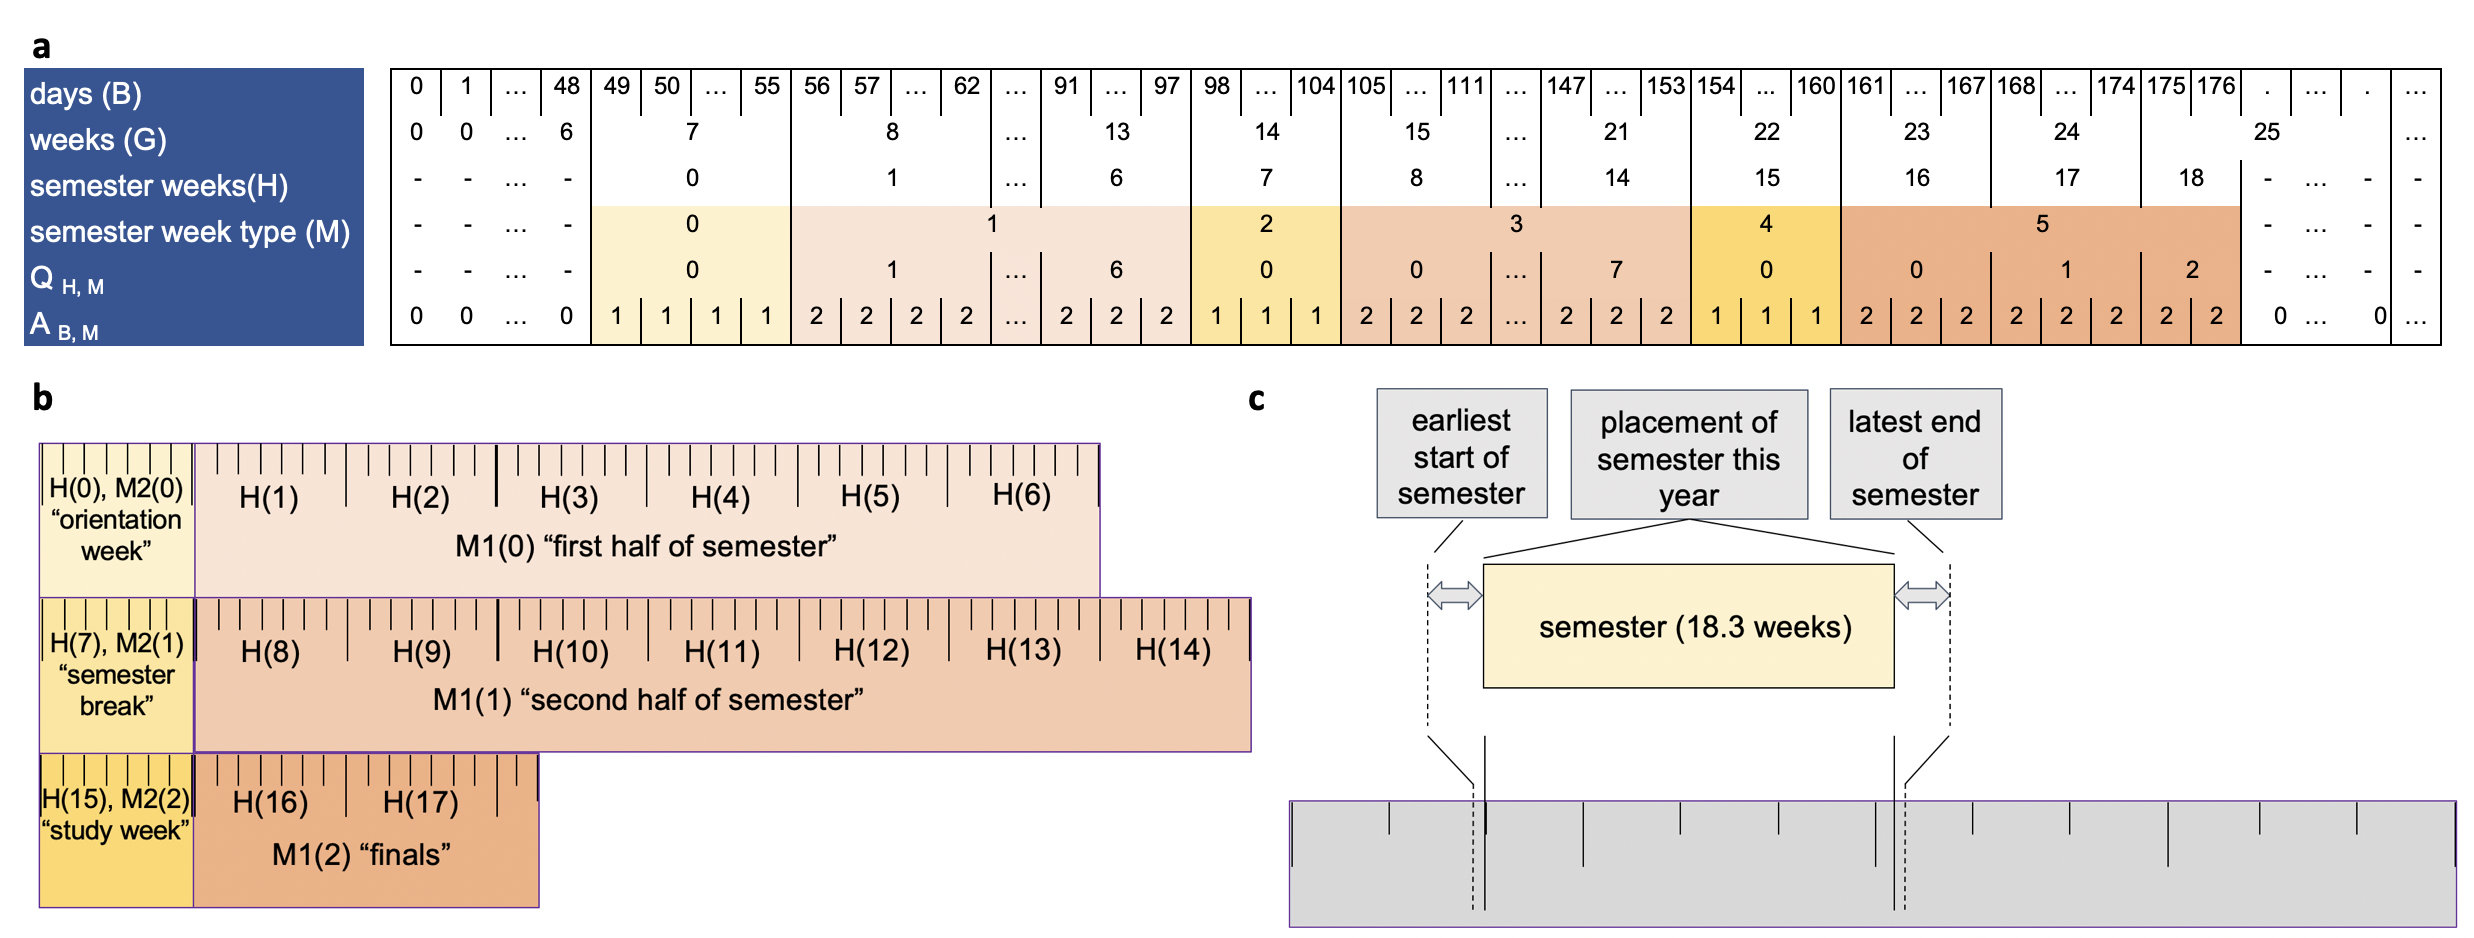 a
days (B) 0 1 ... 48 49 50 ... 55 56 57 ... 62 ... 91 ... 97 98 ... 104 105 ... 111 ... 147 ... 153 154 ... 160 161 ... 167 168 ... 174 175 176 . ... . ...
weeks (G) 0 0 ... 6 7 8 ... 13 14 15 ... 21 22 23 24 25 ...
semester weeks(H) - - ... - 0 1 ... 6 7 8 ... 14 15 16 17 18 - ... - -
semester week type (M) - - ... - 0 1 2 3 4 5 - ... - -
Q H, M - - ... - 0 1 ... 6 0 0 ... 7 0 0 1 2 - ... - -
A B, M 0 0 ... 0 1 1 1 1 2 2 2 2 ... 2 2 2 1 1 1 2 2 2 ... 2 2 2 1 1 1 2 2 2 2 2 2 2 2 0 ... 0 ...
b
H(0), M2(0)
“orientation
week”
H(1) H(2) H(3) H(4) H(5) H(6)
M1(0) “first half of semester”
H(7), M2(1)
“semester
break”
H(8) H(9) H(10) H(11) H(12) H(13) H(14)
M1(1) “second half of semester”
H(15), M2(2)
“study week”
H(16) H(17)
M1(2) “finals”
c
earliest
start of
semester
placement of
semester this
year
latest end
of
semester
semester (18.3 weeks)